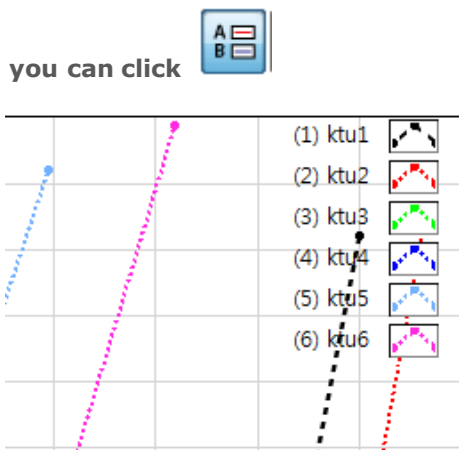 A
B
you can click
(1) ktu1
(2) ktu2
(3) ktu3
(4) ktu4
(5) ktu5
(6) ktu6